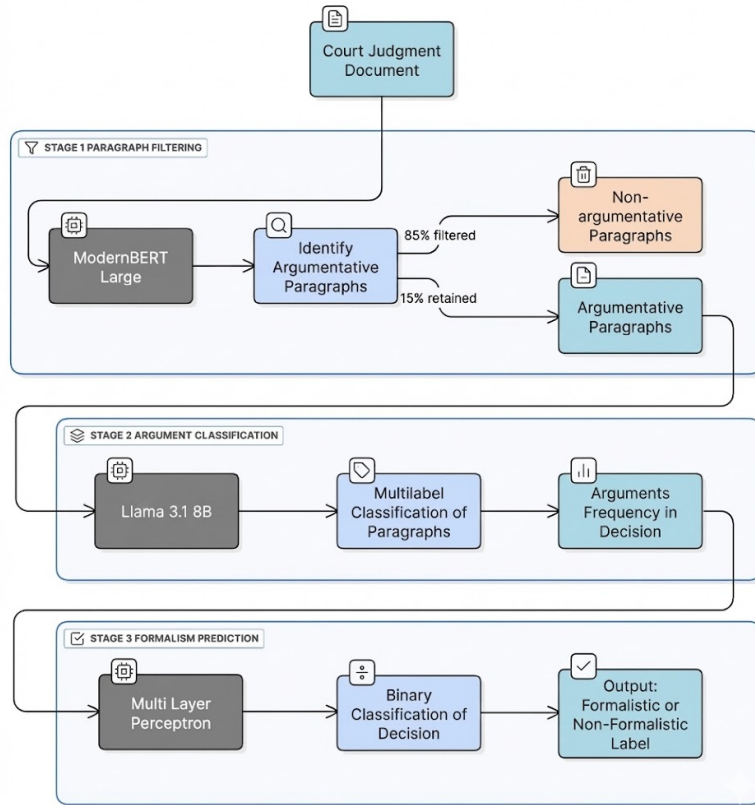 Court Judgment
Document
STAGE 1 PARAGRAPH FILTERING
ModernBERT
Large
Identify
Argumentative
Paragraphs
85% filtered
15% retained
Non-
argumentative
Paragraphs
Argumentative
Paragraphs
STAGE 2 ARGUMENT CLASSIFICATION
Llama 3.1 8B
Multilabel
Classification of
Paragraphs
Arguments
Frequency in
Decision
STAGE 3 FORMALISM PREDICTION
Multi Layer
Perceptron
Binary
Classification of
Decision
Output:
Formalistic or
Non-Formalistic
Label